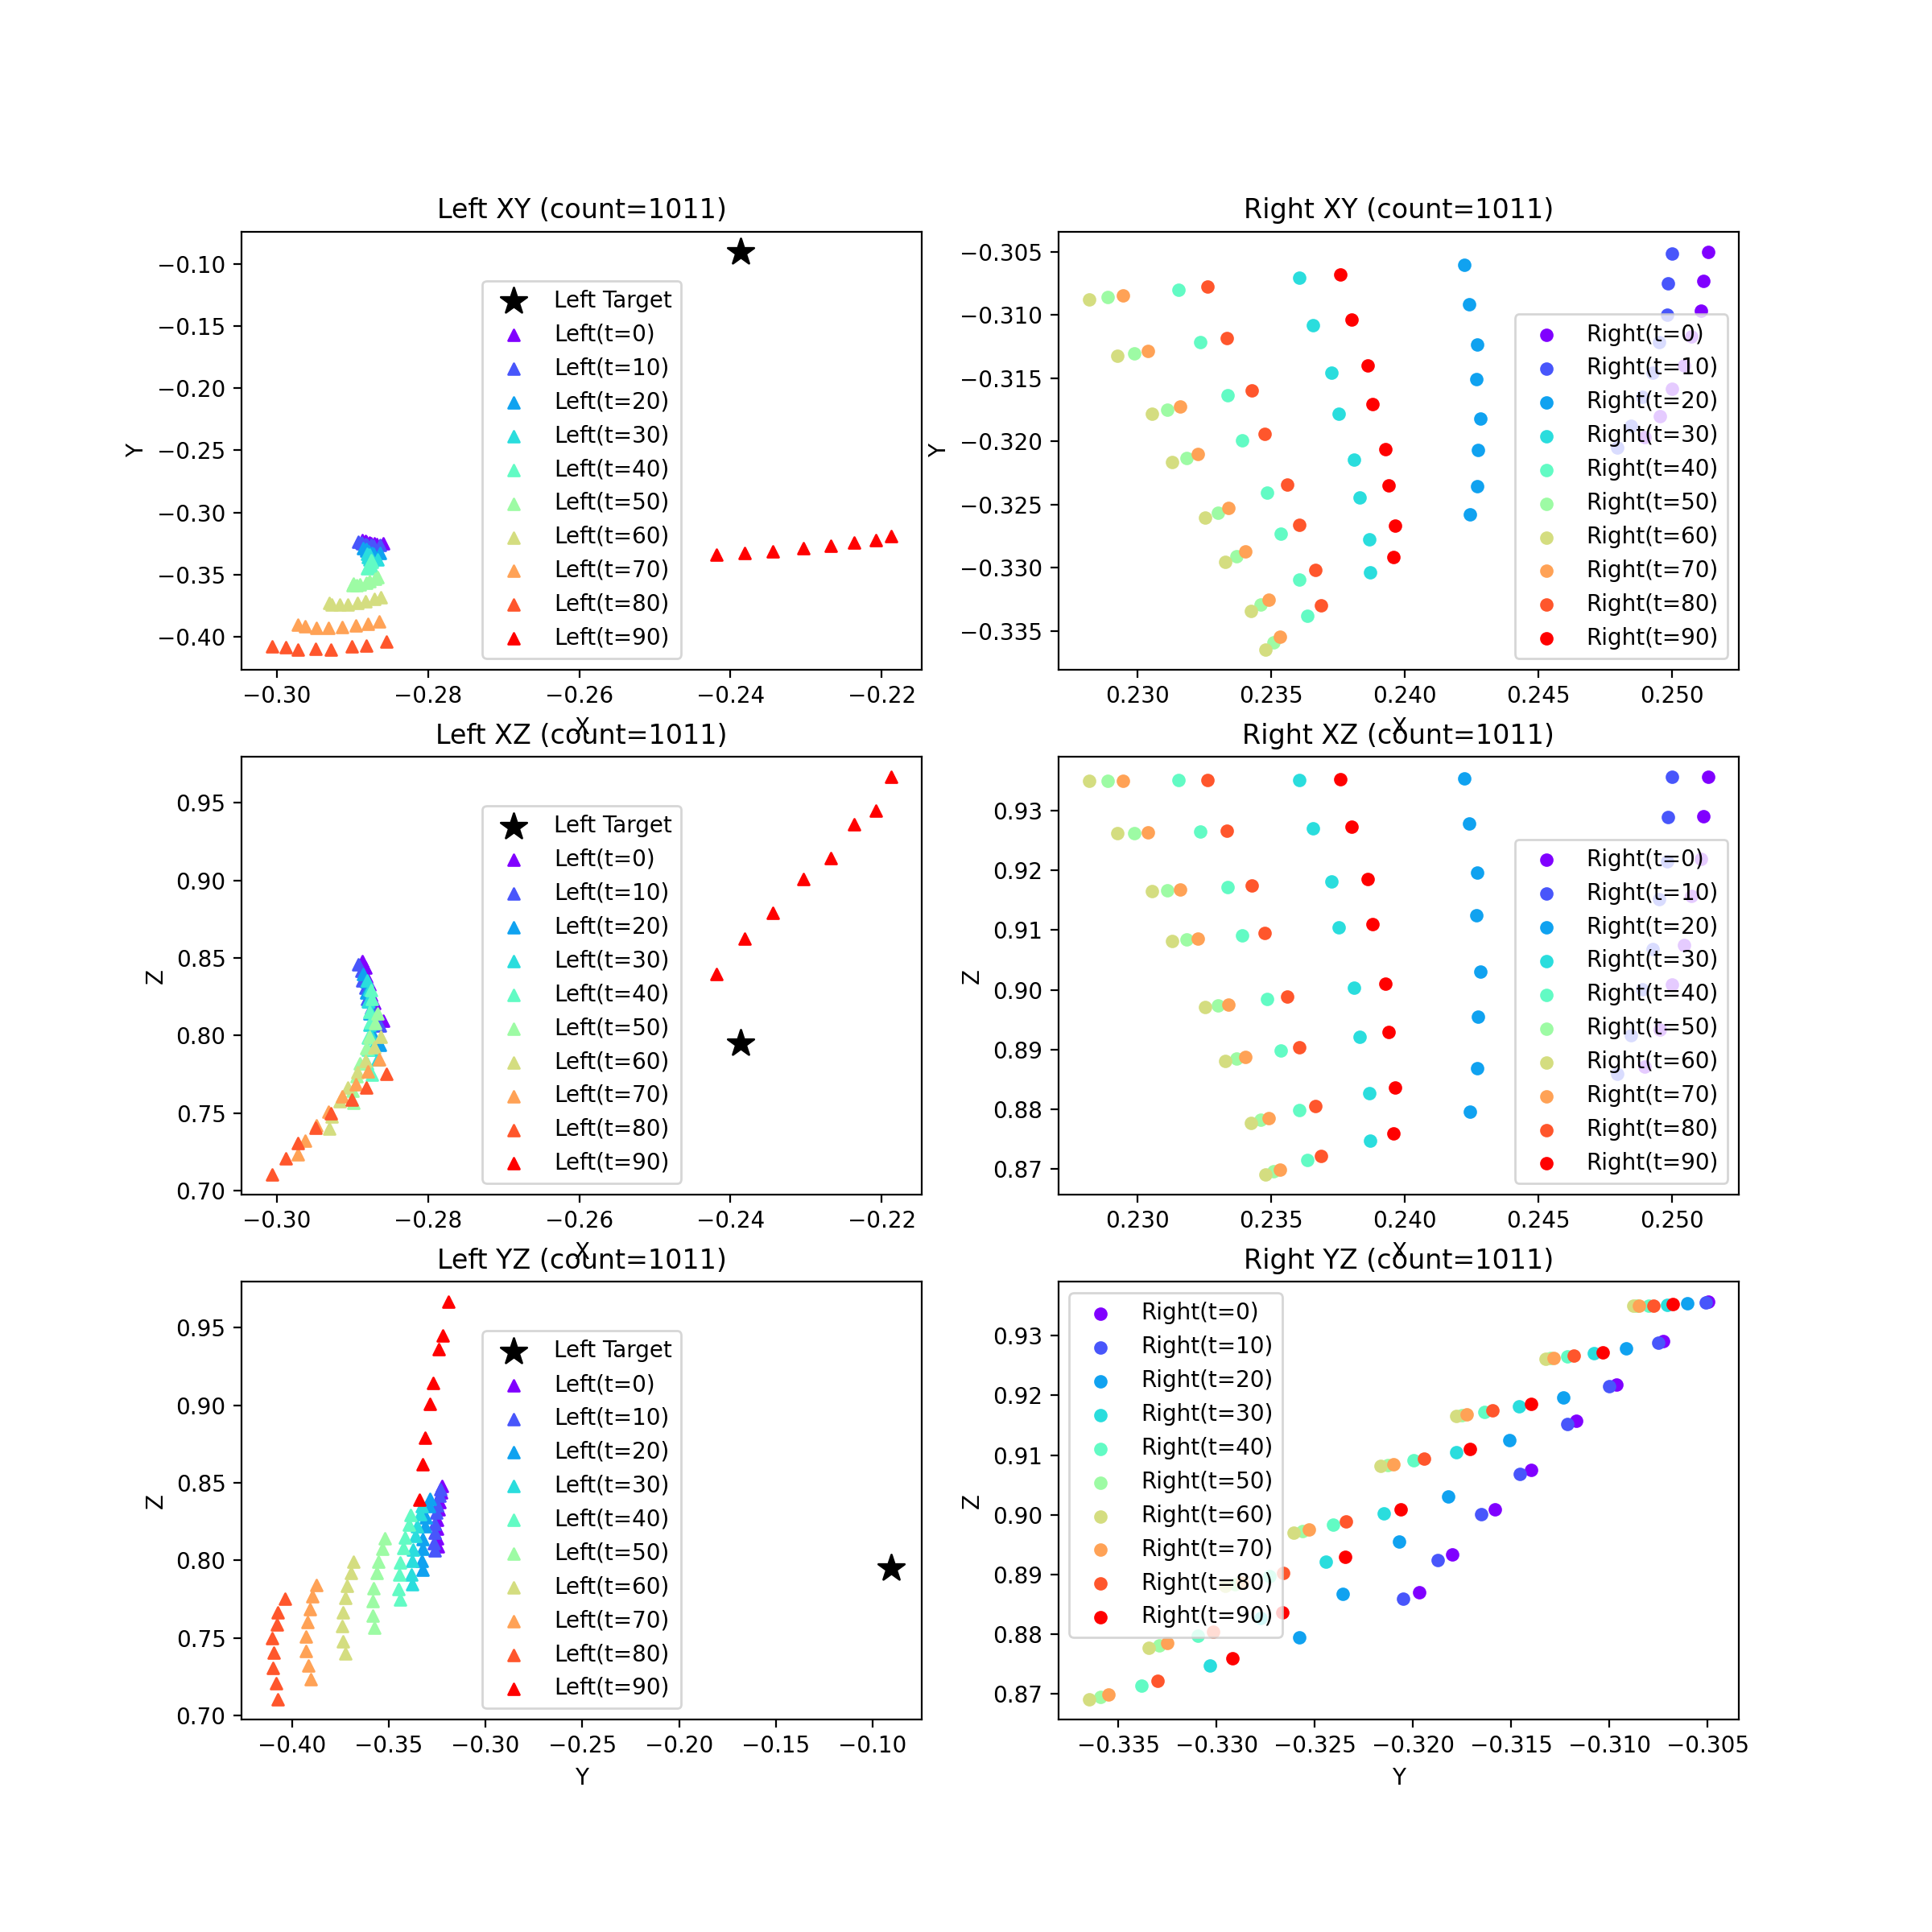 Left XY (count=1011)
Y
−0.10
−0.15
−0.20
−0.25
−0.30
−0.35
−0.40
Left Target
Left(t=0)
Left(t=10)
Left(t=20)
Left(t=30)
Left(t=40)
Left(t=50)
Left(t=60)
Left(t=70)
Left(t=80)
Left(t=90)
−0.30 −0.28 −0.26 −0.24 −0.22
X
Right XY (count=1011)
Y
−0.305
−0.310
−0.315
−0.320
−0.325
−0.330
−0.335
Right(t=0)
Right(t=10)
Right(t=20)
Right(t=30)
Right(t=40)
Right(t=50)
Right(t=60)
Right(t=70)
Right(t=80)
Right(t=90)
0.230 0.235 0.240 0.245 0.250
X
Left XZ (count=1011)
Z
0.95
0.90
0.85
0.80
0.75
0.70
Left Target
Left(t=0)
Left(t=10)
Left(t=20)
Left(t=30)
Left(t=40)
Left(t=50)
Left(t=60)
Left(t=70)
Left(t=80)
Left(t=90)
−0.30 −0.28 −0.26 −0.24 −0.22
X
Right XZ (count=1011)
Z
0.93
0.92
0.91
0.90
0.89
0.88
0.87
Right(t=0)
Right(t=10)
Right(t=20)
Right(t=30)
Right(t=40)
Right(t=50)
Right(t=60)
Right(t=70)
Right(t=80)
Right(t=90)
0.230 0.235 0.240 0.245 0.250
X
Left YZ (count=1011)
Z
0.95
0.90
0.85
0.80
0.75
0.70
Left Target
Left(t=0)
Left(t=10)
Left(t=20)
Left(t=30)
Left(t=40)
Left(t=50)
Left(t=60)
Left(t=70)
Left(t=80)
Left(t=90)
−0.40 −0.35 −0.30 −0.25 −0.20 −0.15 −0.10
Y
Right YZ (count=1011)
Z
0.93
0.92
0.91
0.90
0.89
0.88
0.87
Right(t=0)
Right(t=10)
Right(t=20)
Right(t=30)
Right(t=40)
Right(t=50)
Right(t=60)
Right(t=70)
Right(t=80)
Right(t=90)
−0.335 −0.330 −0.325 −0.320 −0.315 −0.310 −0.305
Y